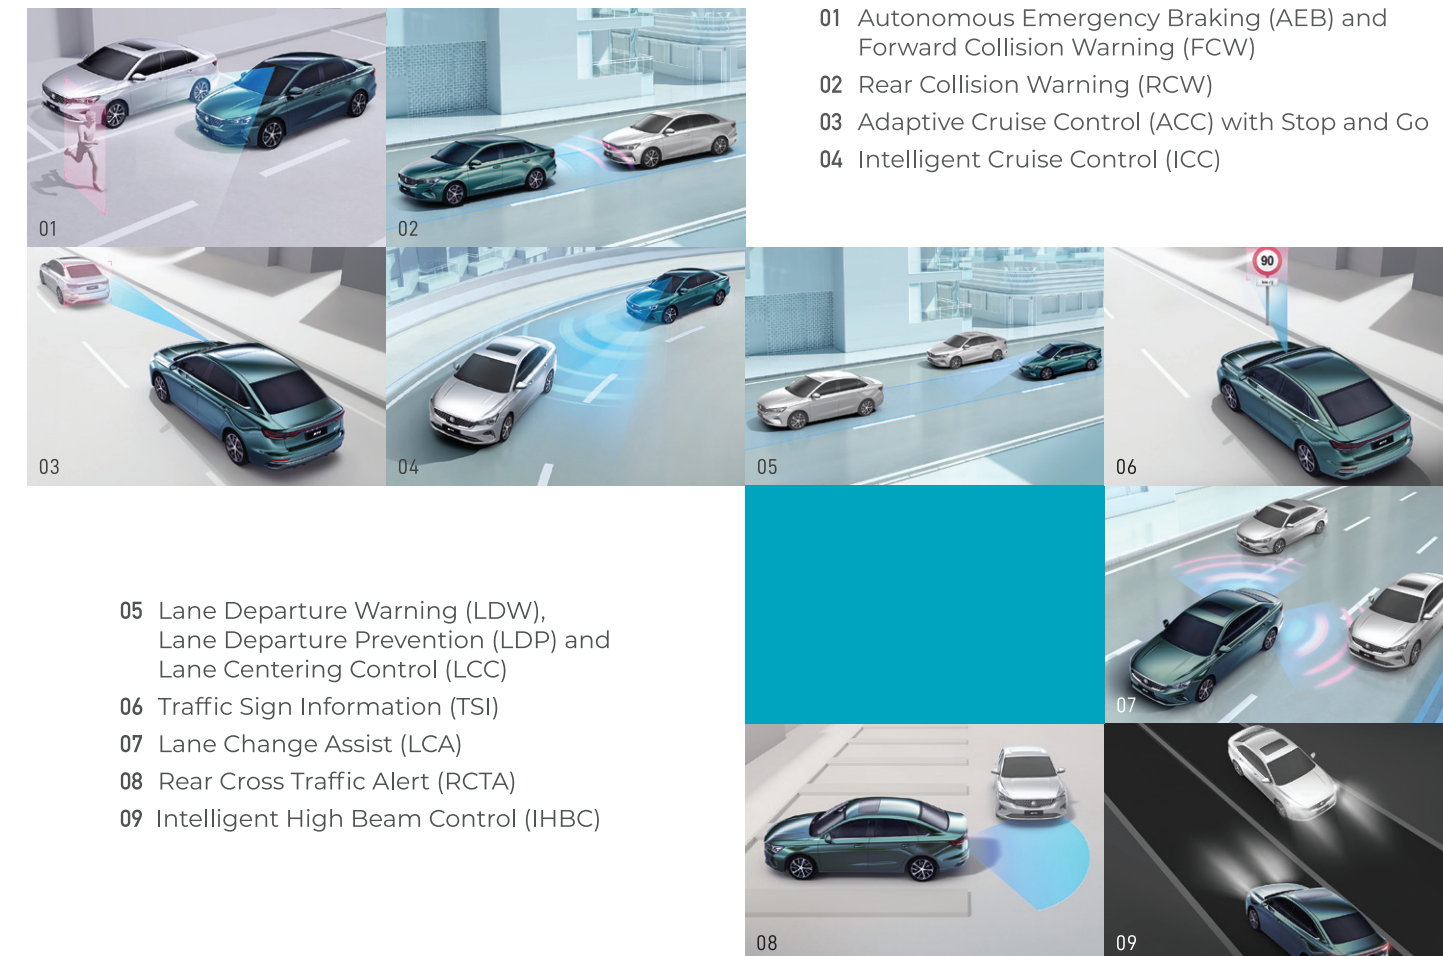 01 Autonomous Emergency Braking (AEB) and
Forward Collision Warning (FCW)
02 Rear Collision Warning (RCW)
03 Adaptive Cruise Control (ACC) with Stop and Go
04 Intelligent Cruise Control (ICC)
01
02
03
04
05
90
06
05 Lane Departure Warning (LDW),
Lane Departure Prevention (LDP) and
Lane Centering Control (LCC)
06 Traffic Sign Information (TSI)
07 Lane Change Assist (LCA)
08 Rear Cross Traffic Alert (RCTA)
09 Intelligent High Beam Control (IHBC)
07
08
09